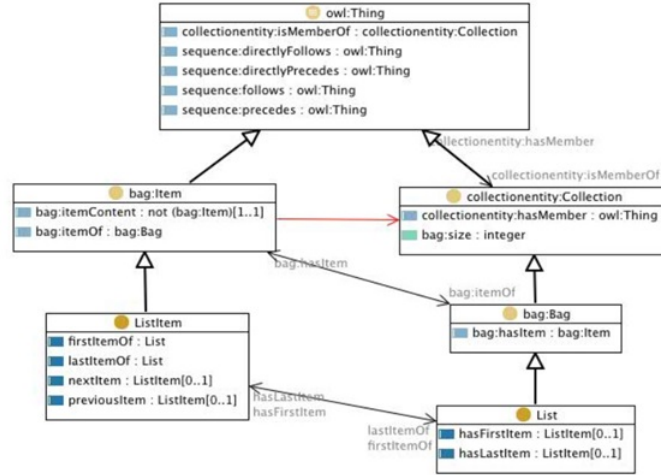 owl:Thing
collectionentity:isMemberOf : collectionentity:Collection
sequence:directlyFollows : owl:Thing
sequence:directlyPrecedes : owl:Thing
sequence:follows : owl:Thing
sequence:precedes : owl:Thing
collectionentity:hasMember
collectionentity:isMemberOf
bag:Item
bag:itemContent : not (bag:Item)[1..1]
bag:itemOf : bag:Bag
collectionentity:Collection
collectionentity:hasMember : owl:Thing
bag:size : integer
bag:hasItem
bag:itemOf
bag:Bag
bag:hasItem : bag:Item
ListItem
firstItemOf : List
lastItemOf : List
nextItem : ListItem[0..1]
previousItem : ListItem[0..1]
hasLastItem
hasFirstItem
lastItemOf
firstItemOf
List
hasFirstItem : ListItem[0..1]
hasLastItem : ListItem[0..1]